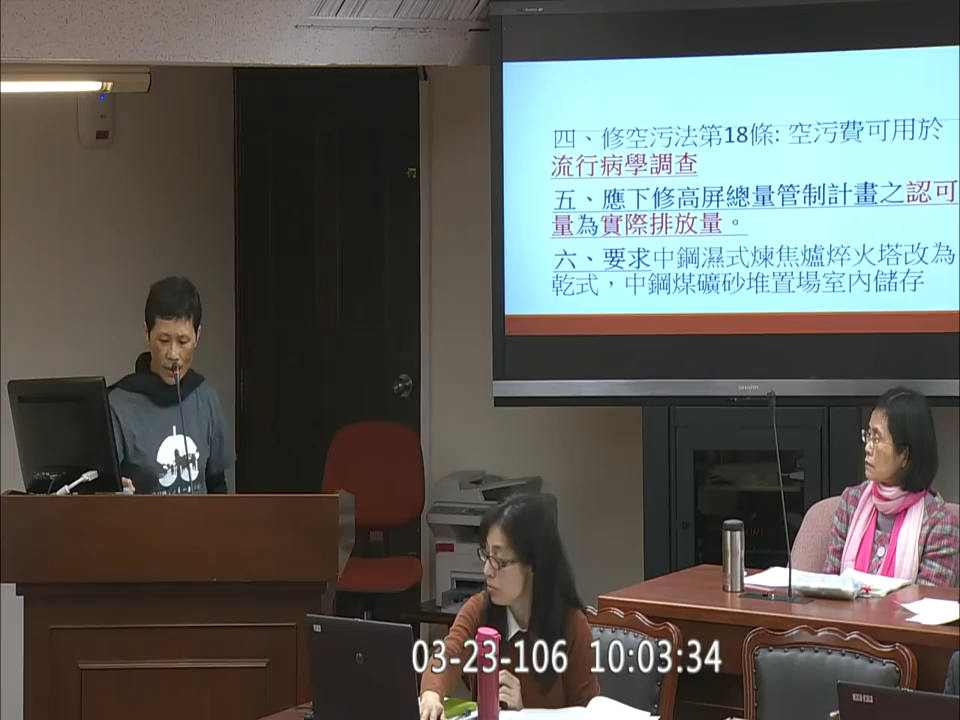 四、修空污法第18條: 空污費可用於
流行病學調查
五、應下修高屏總量管制計畫之認可
量為實際排放量。
六、要求中鋼濕式煉焦爐焠火塔改為
乾式，中鋼煤礦砂堆置場室內儲存
SHARP
03-23-106 10:03:34